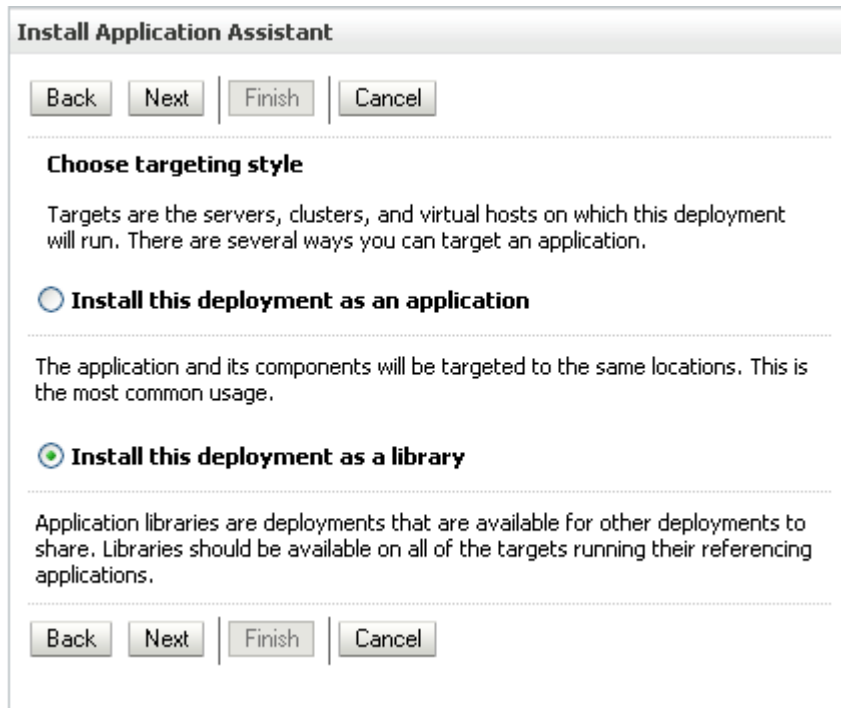 Install Application Assistant
Back Next Finish Cancel
Choose targeting style
Targets are the servers, clusters, and virtual hosts on which this deployment
will run. There are several ways you can target an application.
Install this deployment as an application
The application and its components will be targeted to the same locations. This is
the most common usage.
Install this deployment as a library
Application libraries are deployments that are available for other deployments to
share. Libraries should be available on all of the targets running their referencing
applications.
Back Next Finish Cancel